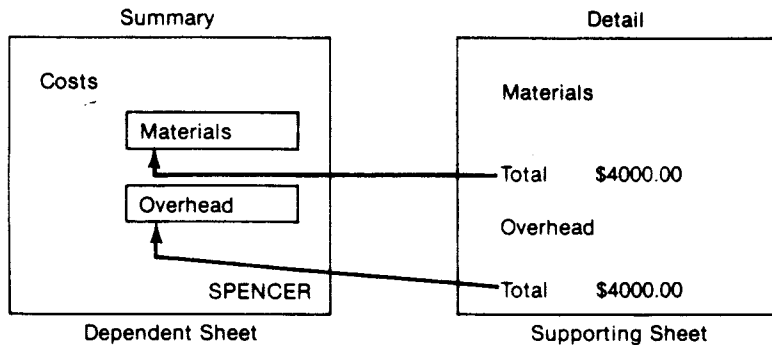 Summary
Costs
Materials
Overhead
SPENCER
Dependent Sheet
Detail
Materials
Total $4000.00
Overhead
Total $4000.00
Supporting Sheet